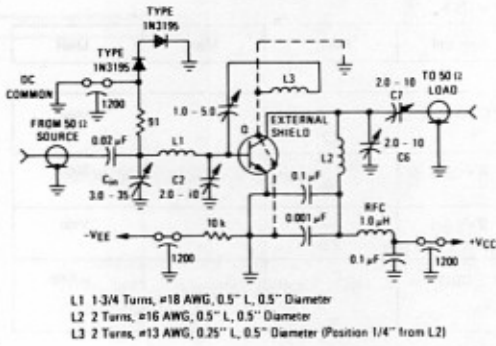 TYPE
1N3195
TYPE
1N3195
DC
COMMON
1200
FROM 50 Ω
SOURCE
0.02 μF
91
L1
1.0 – 5.0
L3
Q
EXTERNAL
SHIELD
2.0 – 10
C7
TO 50 Ω
LOAD
L2
2.0 – 10
C6
3.0 – 35
C2
2.0 – 10
0.1 μF
0.001 μF
RFC
1.0 μH
–VEE
10 k
1200
0.1 μF
1200
+VCC
L1 1-3/4 Turns, #18 AWG, 0.5" L, 0.5" Diameter
L2 2 Turns, #16 AWG, 0.5" L, 0.5" Diameter
L3 2 Turns, #13 AWG, 0.25" L, 0.5" Diameter (Position 1/4" from L2)